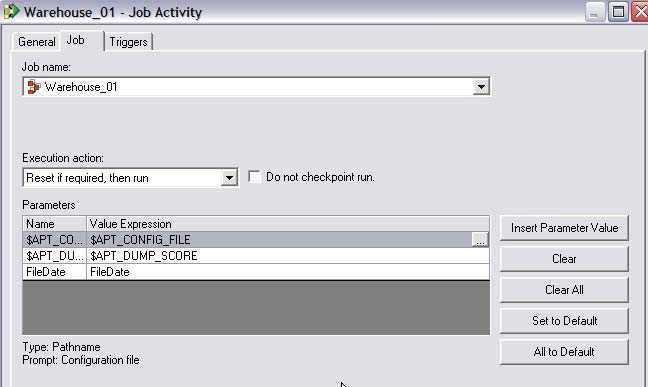 Warehouse_01 - Job Activity
General Job Triggers
Job name:
Warehouse_01
Execution action:
Reset if required, then run Do not checkpoint run.
Parameters
Name Value Expression
$APT_CO... $APT_CONFIG_FILE ...
$APT_DU... $APT_DUMP_SCORE
FileDate FileDate
Insert Parameter Value
Clear
Clear All
Set to Default
All to Default
Type: Pathname
Prompt: Configuration file